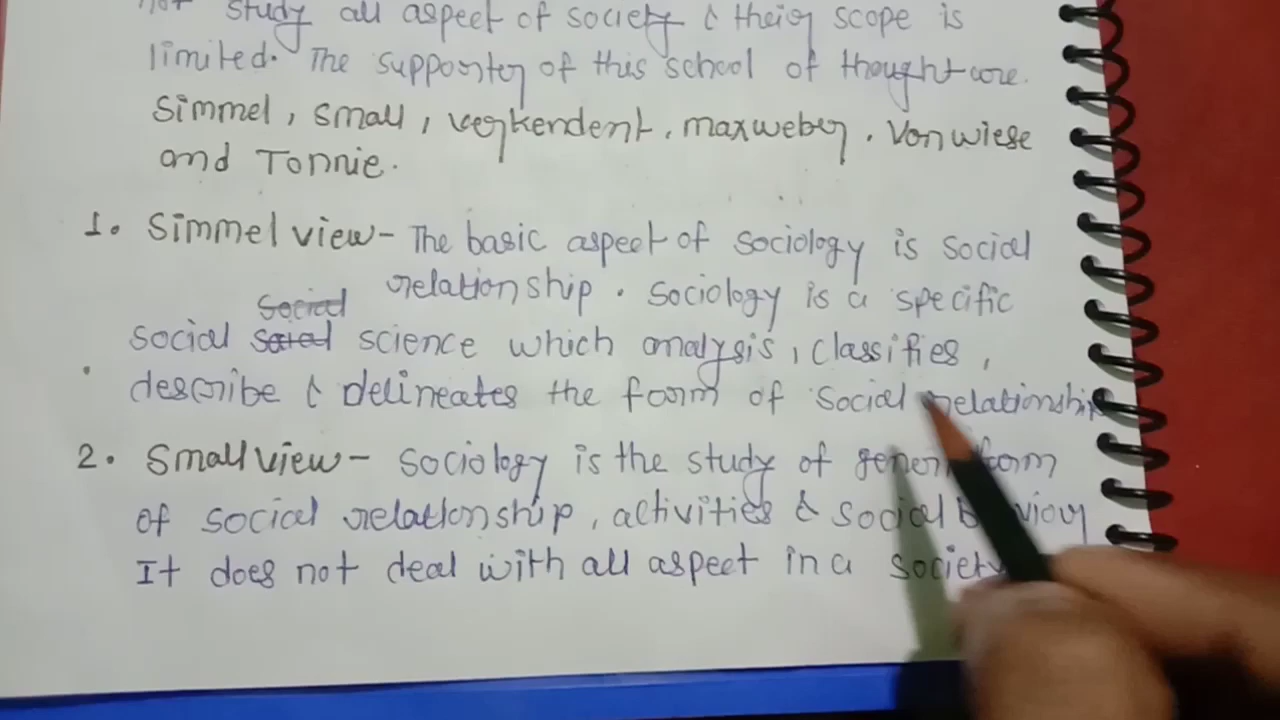 not study all aspect of society & their scope is
limited. The supporter of this school of thought are.
Simmel, small, verkendent, maxweber, Vonwiese
and Tonnie.
1. Simmel view - The basic aspect of sociology is social
relationship. Sociology is a specific
social science which analysis, classifies,
describe & delineates the form of social relationship
2. Small view - Sociology is the study of form
of social relationship, activities & social
It does not deal with all aspect in a society